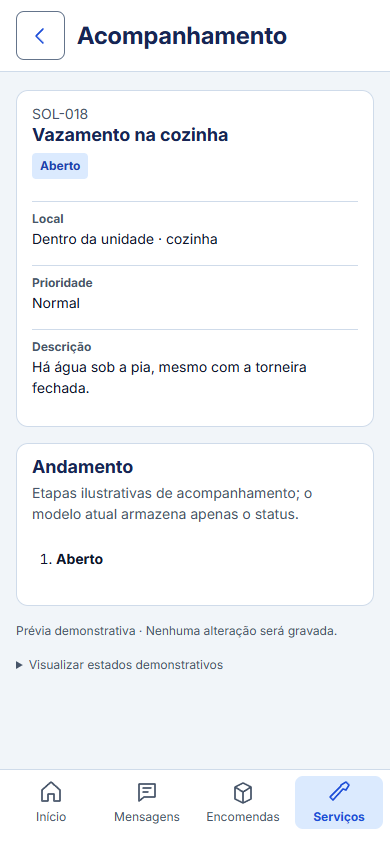 Acompanhamento
SOL-018
Vazamento na cozinha
Aberto
Local
Dentro da unidade · cozinha
Prioridade
Normal
Descrição
Há água sob a pia, mesmo com a torneira
fechada.
Andamento
Etapas ilustrativas de acompanhamento; o
modelo atual armazena apenas o status.
1. Aberto
Prévia demonstrativa · Nenhuma alteração será gravada.
Visualizar estados demonstrativos
Início
Mensagens
Encomendas
Serviços